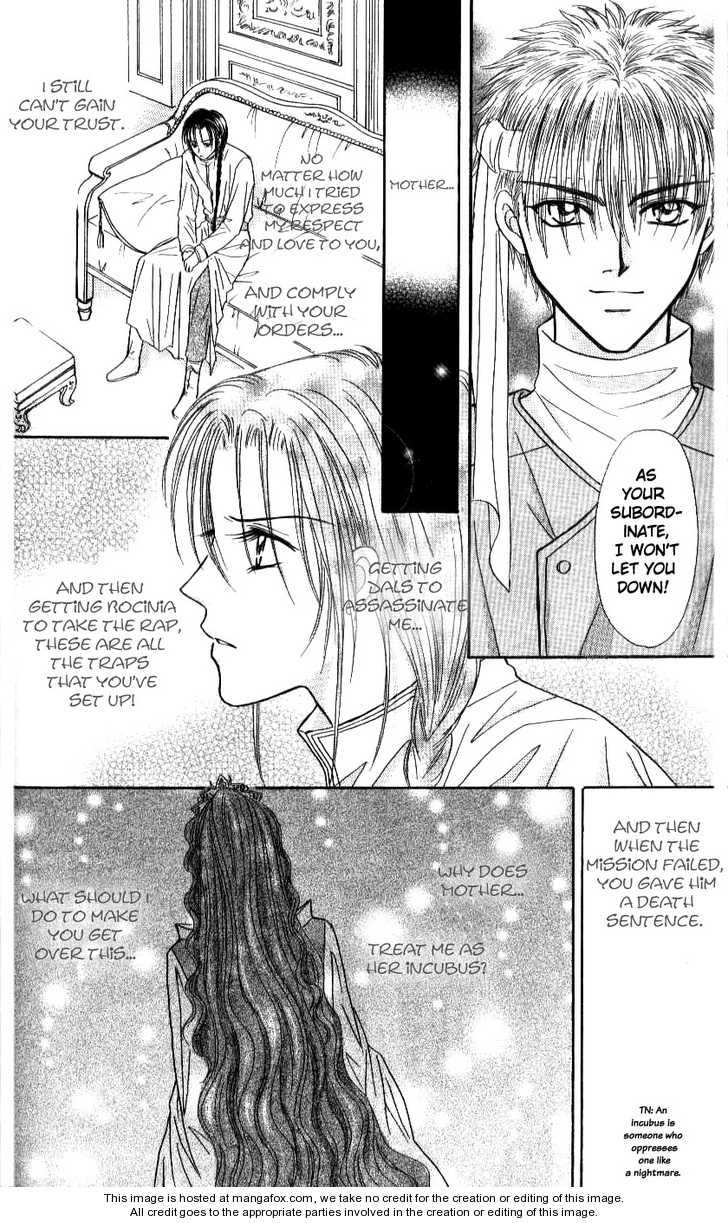 AS
YOUR
SUBORD-
INATE,
I WON'T
LET YOU
DOWN!
MOTHER...
I STILL
CAN'T GAIN
YOUR TRUST.
NO
MATTER HOW
MUCH I TRIED
TO EXPRESS
MY RESPECT
AND LOVE TO YOU,
AND COMPLY
WITH YOUR
ORDERS...
GETTING
DALS TO
ASSASSINATE
ME...
AND THEN
GETTING ROCINIA
TO TAKE THE RAP,
THESE ARE ALL
THE TRAPS
THAT YOU'VE
SET UP!
AND THEN
WHEN THE
MISSION FAILED,
YOU GAVE HIM
A DEATH
SENTENCE.
WHY DOES
MOTHER...
TREAT ME AS
HER INCUBUS?
WHAT SHOULD I
DO TO MAKE
YOU GET
OVER THIS...
TN: An
incubus is
someone who
oppresses
one like
a nightmare.
This image is hosted at mangafox.com, we take no credit for the creation or editing of this image.
All credit goes to the appropriate parties involved in the creation or editing of this image.